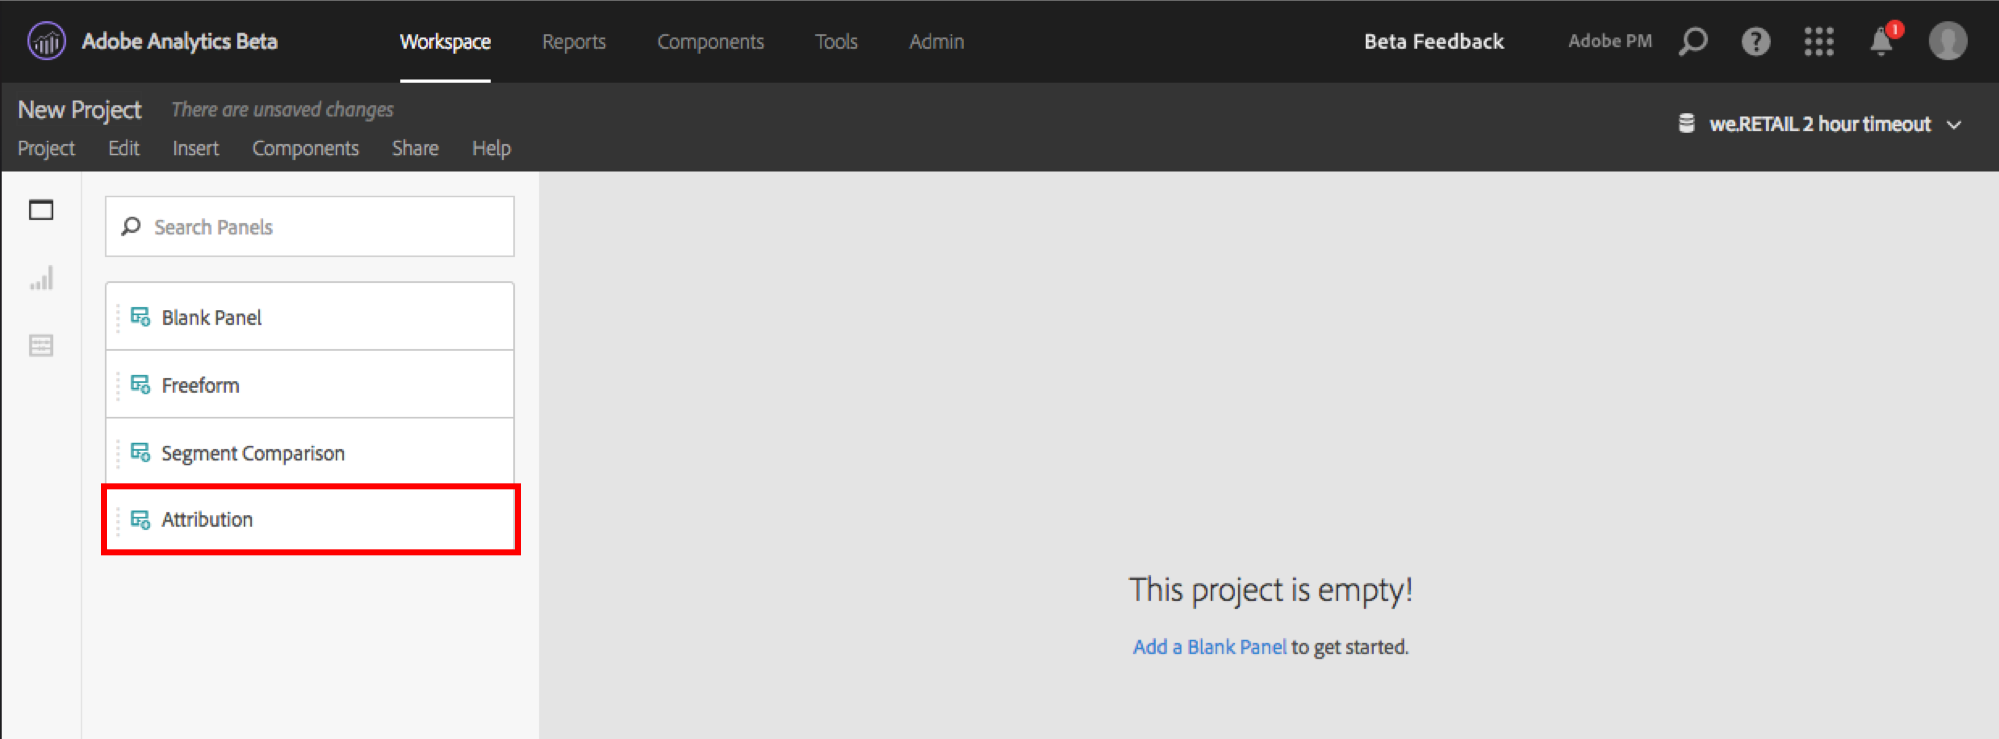 Adobe Analytics Beta Workspace Reports Components Tools Admin Beta Feedback Adobe PM 1
New Project There are unsaved changes
we.RETAIL 2 hour timeout
Project Edit Insert Components Share Help
Search Panels
Blank Panel
Freeform
Segment Comparison
Attribution
This project is empty!
Add a Blank Panel to get started.